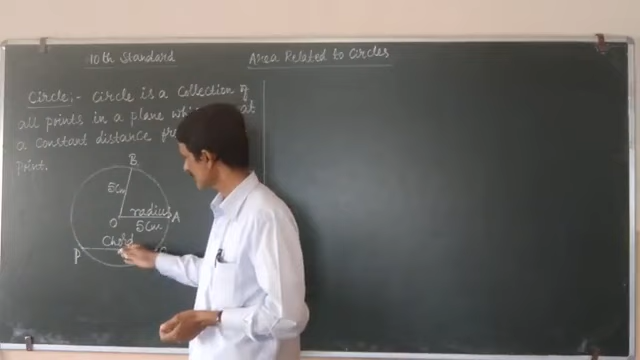 10th Standard
Area Related to Circles
Circle:- Circle is a Collection of
all points in a plane at
a Constant distance
point.
B
5Cm
radius
O
A
5Cm
Chord
P